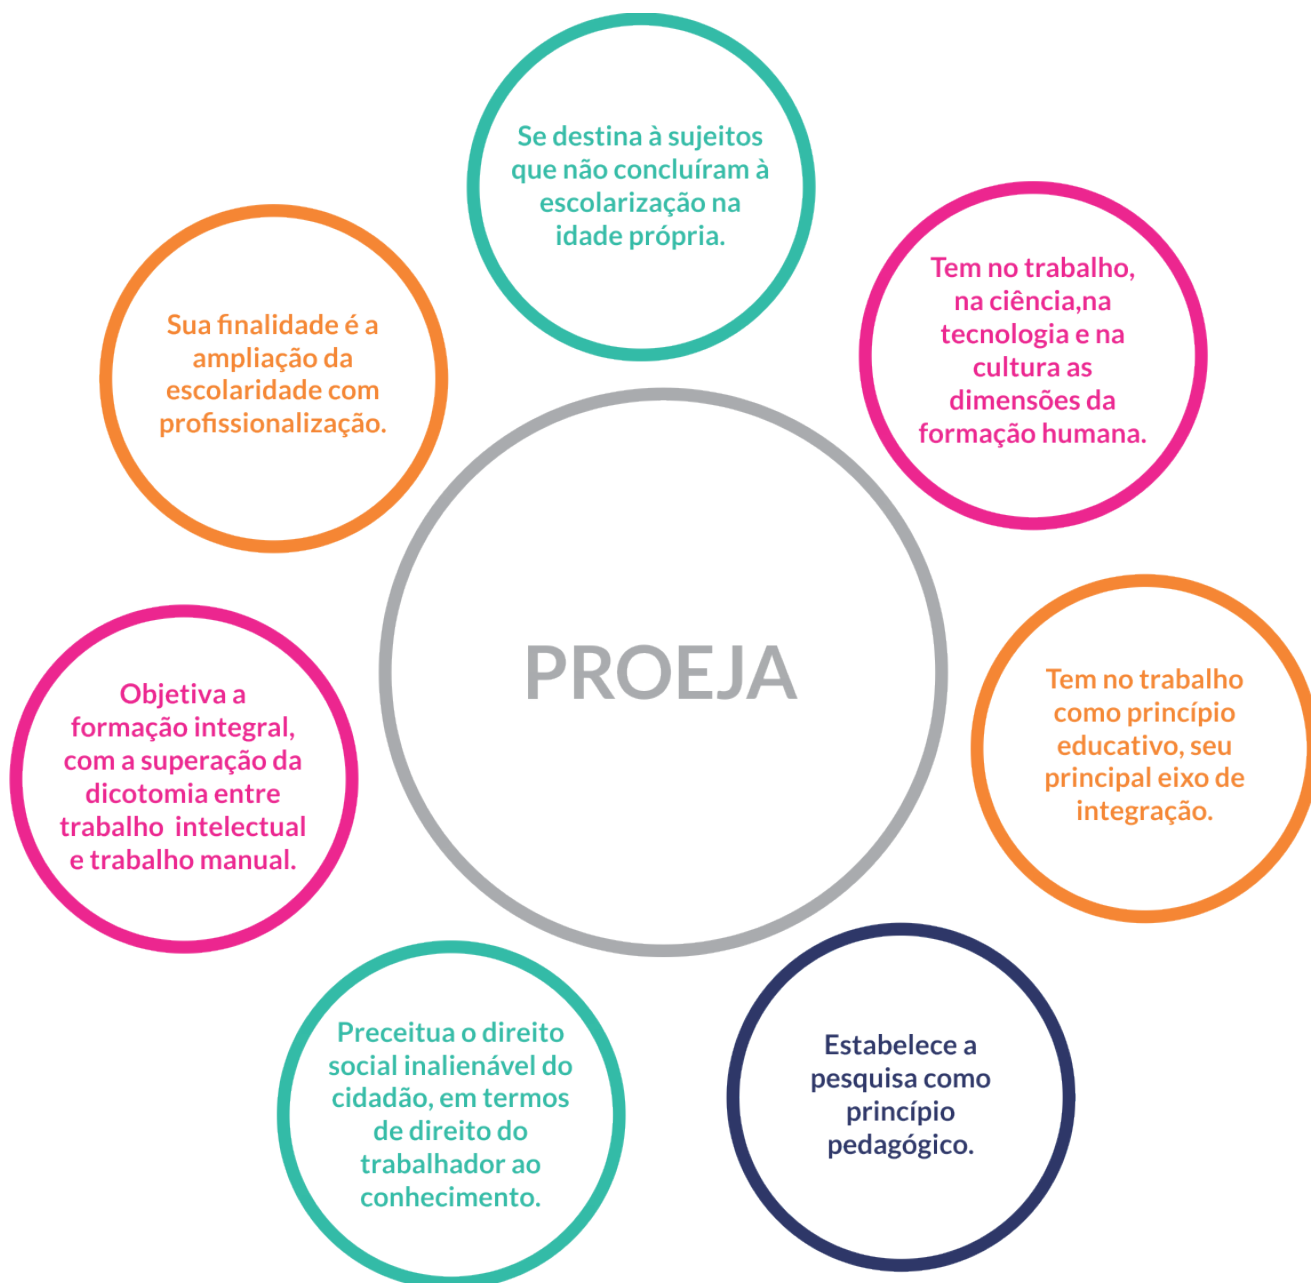 Se destina à sujeitos
que não concluíram à
escolarização na
idade própria.
Tem no trabalho,
na ciência,na
tecnologia e na
cultura as
dimensões da
formação humana.
Sua finalidade é a
ampliação da
escolaridade com
profissionalização.
PROEJA
Tem no trabalho
como princípio
educativo, seu
principal eixo de
integração.
Objetiva a
formação integral,
com a superação da
dicotomia entre
trabalho intelectual
e trabalho manual.
Preceitua o direito
social inalienável do
cidadão, em termos
de direito do
trabalhador ao
conhecimento.
Estabelece a
pesquisa como
princípio
pedagógico.